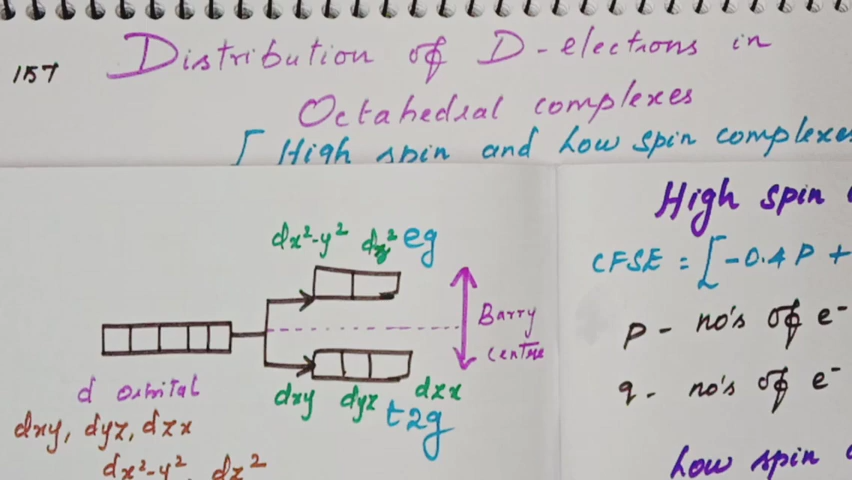 157
Distribution of D-electrons in
Octahedral complexes
[ High spin and Low spin complexes
dx²-y² dz² eg
Barry
centre
d orbital
dxy dyz dzx
t2g
dxy, dyz, dzx
dx²-y², dz²
High spin
CFSE = [-0.4 P +
p - no's of e-
q - no's of e-
Low spin